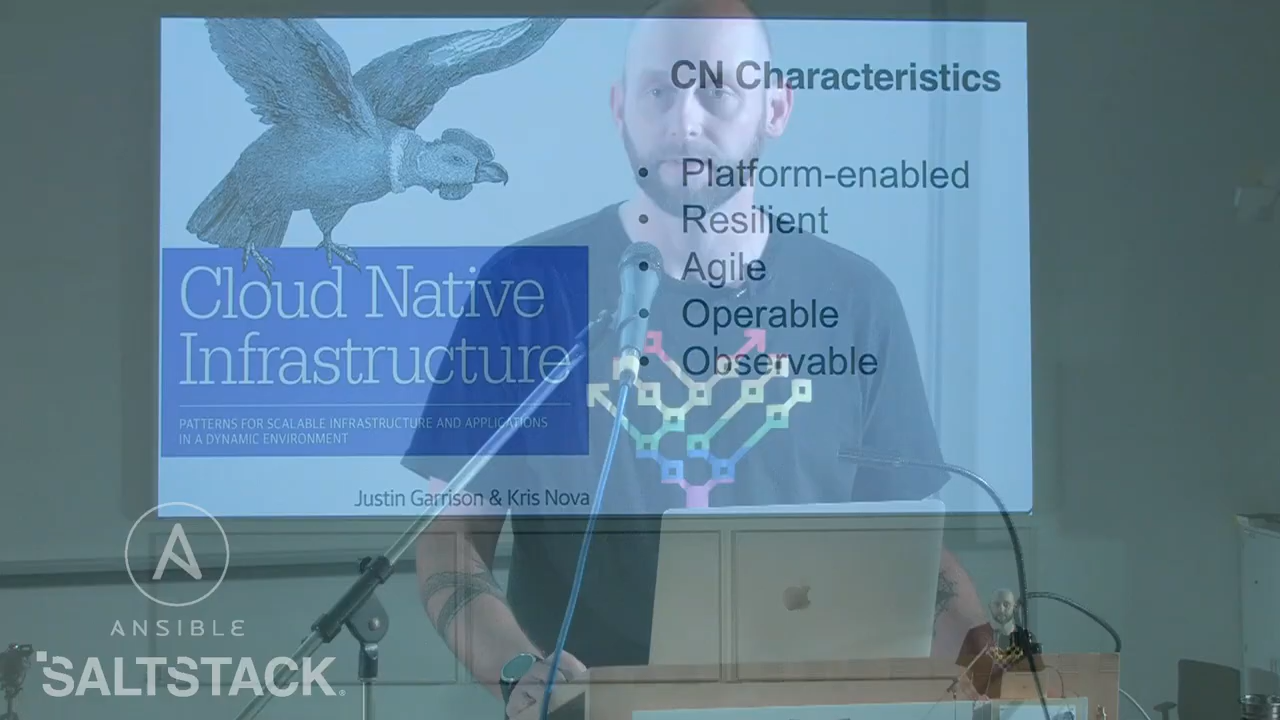 CN Characteristics
• Platform-enabled
• Resilient
• Agile
• Operable
• Observable
Cloud Native
Infrastructure
PATTERNS FOR SCALABLE INFRASTRUCTURE AND APPLICATIONS
IN A DYNAMIC ENVIRONMENT
Justin Garrison & Kris Nova
ANSIBLE
SALTSTACK.